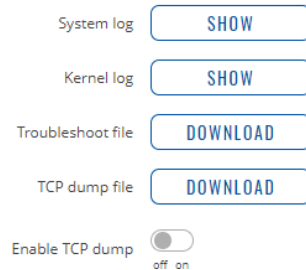 System log SHOW
Kernel log SHOW
Troubleshoot file DOWNLOAD
TCP dump file DOWNLOAD
Enable TCP dump
off on